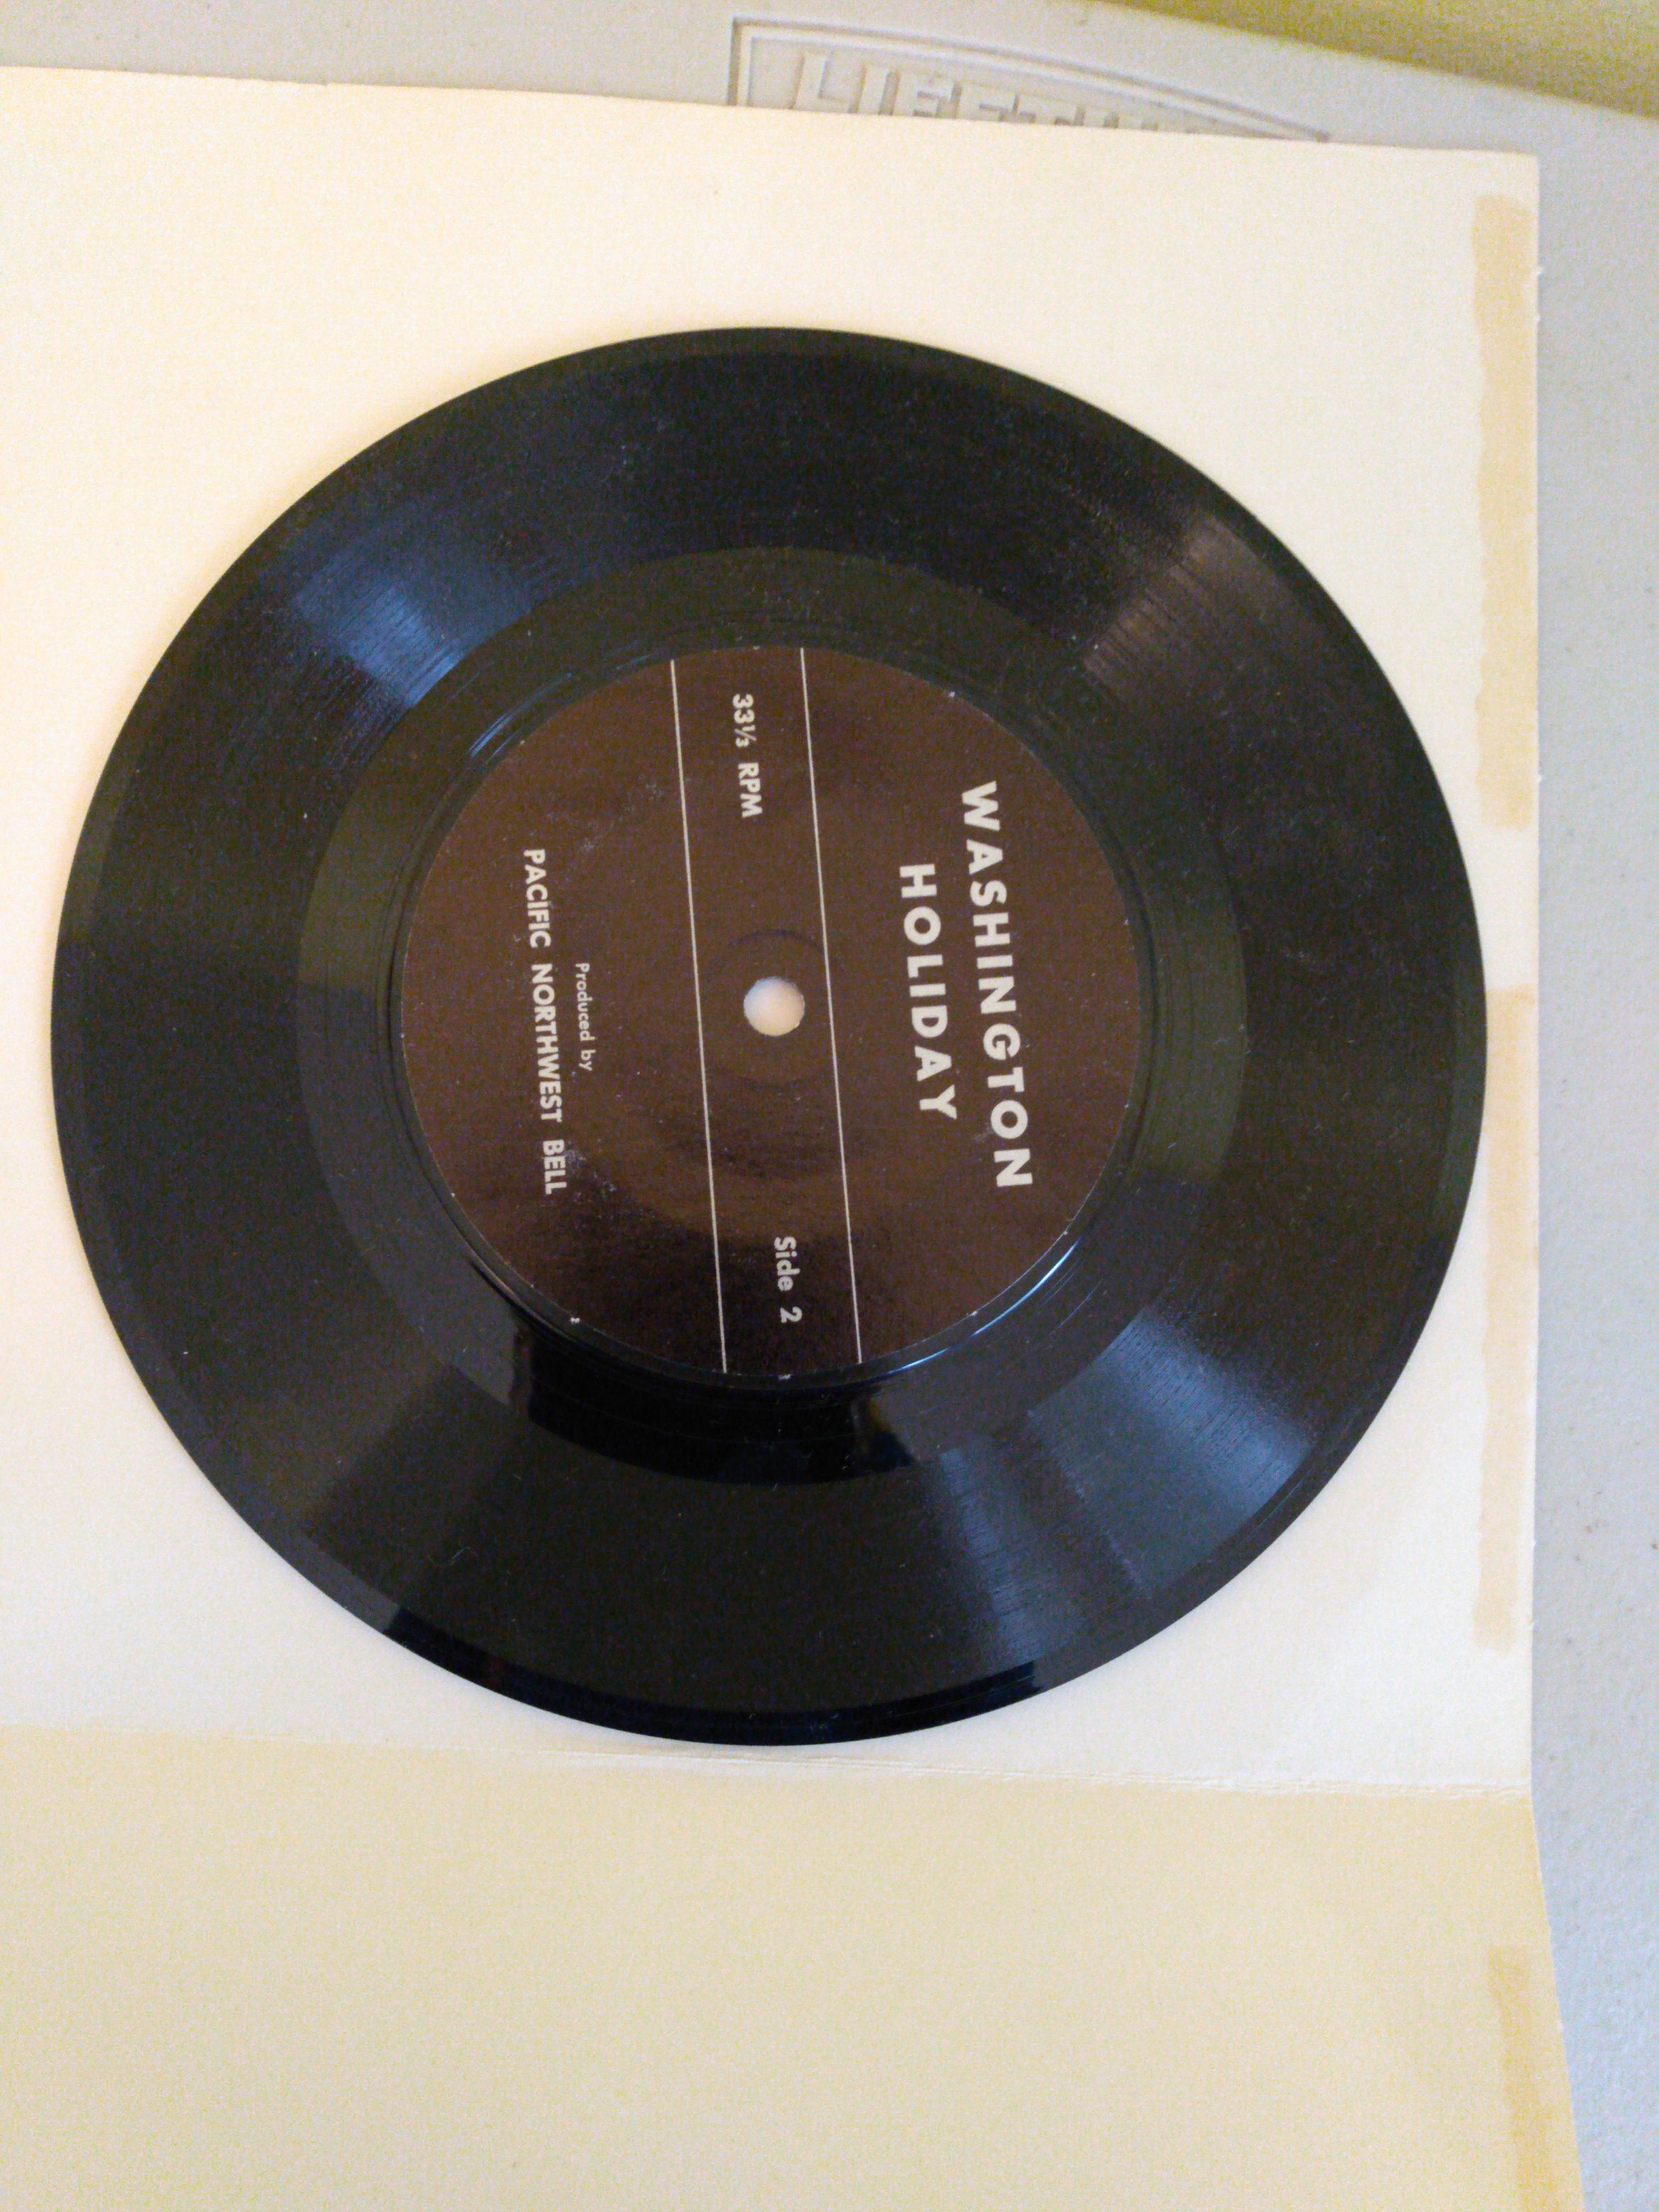 WASHINGTON
HOLIDAY
33⅓ RPM
Side 2
Produced by
PACIFIC NORTHWEST BELL